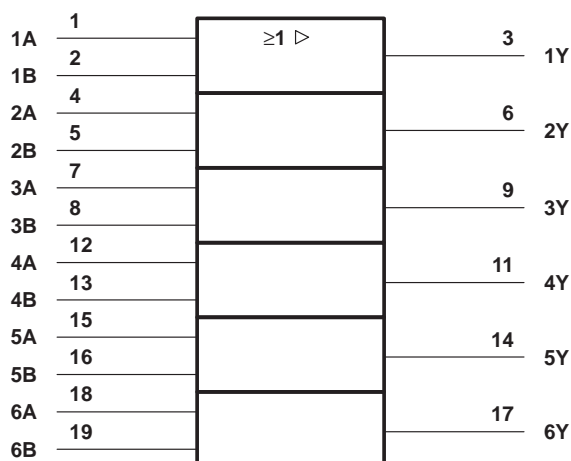 1A 1 ≥1 ▷ 3 1Y
1B 2
2A 4 6 2Y
2B 5
3A 7 9 3Y
3B 8
4A 12 11 4Y
4B 13
5A 15 14 5Y
5B 16
6A 18 17 6Y
6B 19